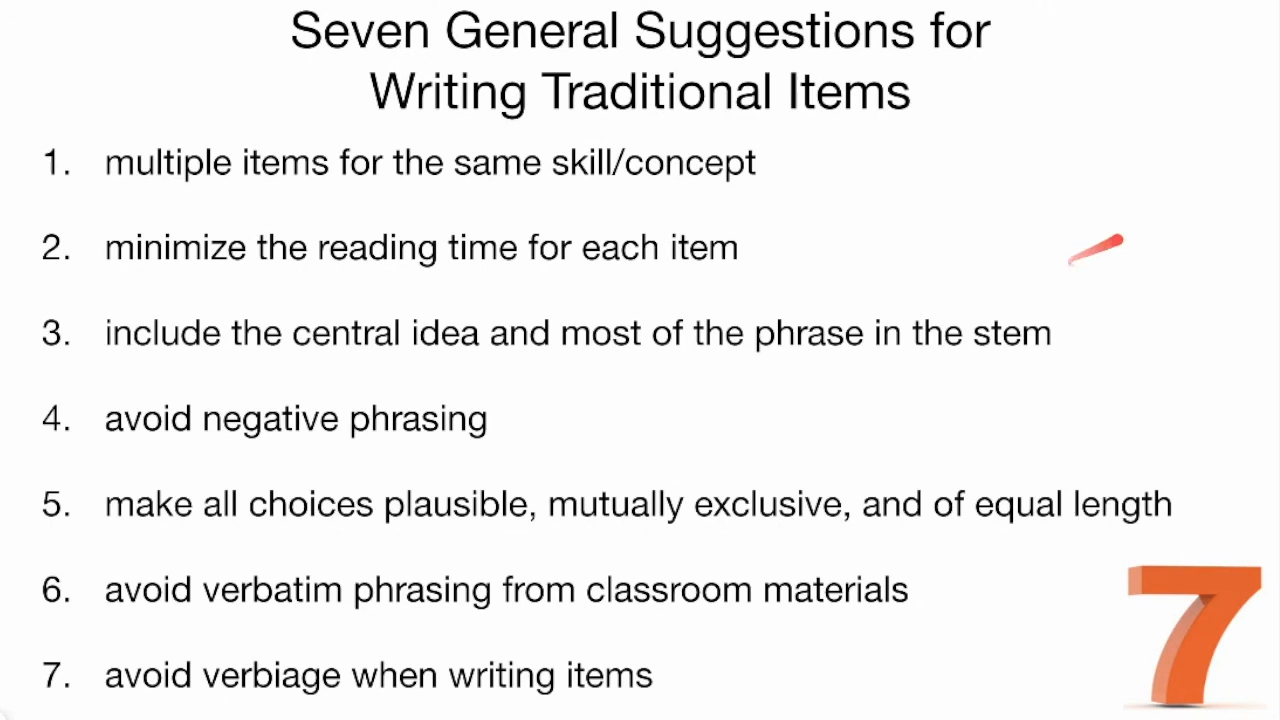 Seven General Suggestions for
Writing Traditional Items
1. multiple items for the same skill/concept
2. minimize the reading time for each item
3. include the central idea and most of the phrase in the stem
4. avoid negative phrasing
5. make all choices plausible, mutually exclusive, and of equal length
6. avoid verbatim phrasing from classroom materials
7. avoid verbiage when writing items
7